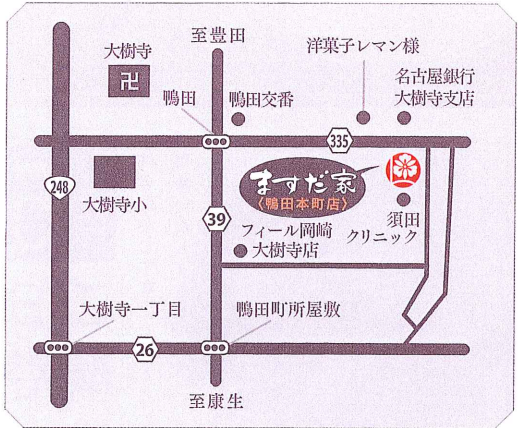 至豊田
大樹寺
卍
洋菓子レマン様
名古屋銀行
大樹寺支店
鴨田
鴨田交番
335
248
大樹寺小
ますだ家
〈鴨田本町店〉
39
須田
クリニック
フィール岡崎
大樹寺店
大樹寺一丁目
鴨田町所屋敷
26
至康生